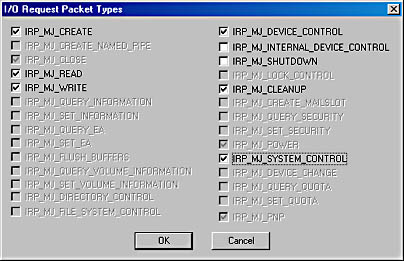 I/O Request Packet Types
IRP_MJ_CREATE
IRP_MJ_CREATE_NAMED_PIPE
IRP_MJ_CLOSE
IRP_MJ_READ
IRP_MJ_WRITE
IRP_MJ_QUERY_INFORMATION
IRP_MJ_SET_INFORMATION
IRP_MJ_QUERY_EA
IRP_MJ_SET_EA
IRP_MJ_FLUSH_BUFFERS
IRP_MJ_QUERY_VOLUME_INFORMATION
IRP_MJ_SET_VOLUME_INFORMATION
IRP_MJ_DIRECTORY_CONTROL
IRP_MJ_FILE_SYSTEM_CONTROL
IRP_MJ_DEVICE_CONTROL
IRP_MJ_INTERNAL_DEVICE_CONTROL
IRP_MJ_SHUTDOWN
IRP_MJ_LOCK_CONTROL
IRP_MJ_CLEANUP
IRP_MJ_CREATE_MAILSLOT
IRP_MJ_QUERY_SECURITY
IRP_MJ_SET_SECURITY
IRP_MJ_POWER
IRP_MJ_SYSTEM_CONTROL
IRP_MJ_DEVICE_CHANGE
IRP_MJ_QUERY_QUOTA
IRP_MJ_SET_QUOTA
IRP_MJ_PNP
OK
Cancel